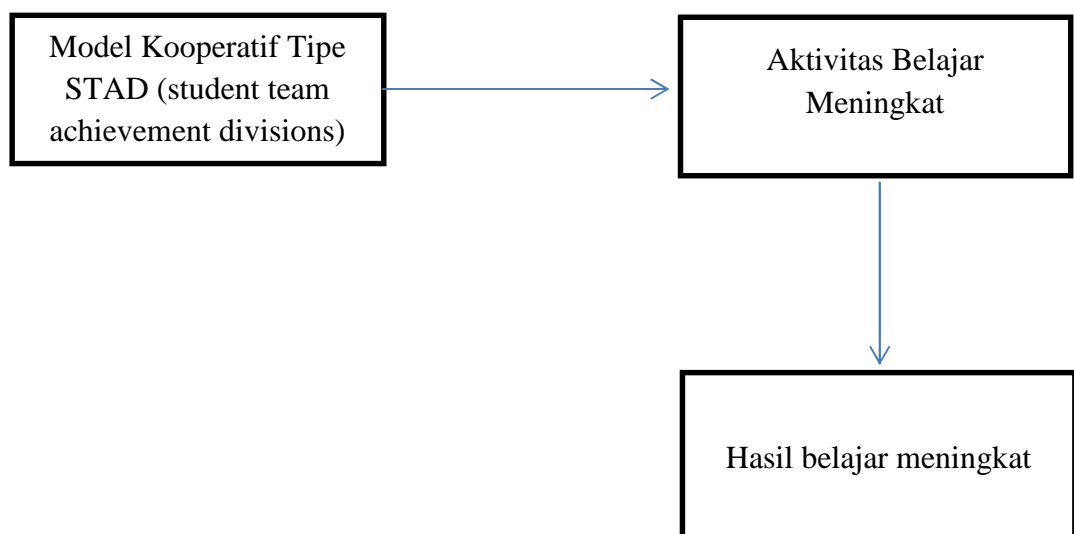 Model Kooperatif Tipe
STAD (student team
achievement divisions)
Aktivitas Belajar
Meningkat
Hasil belajar meningkat